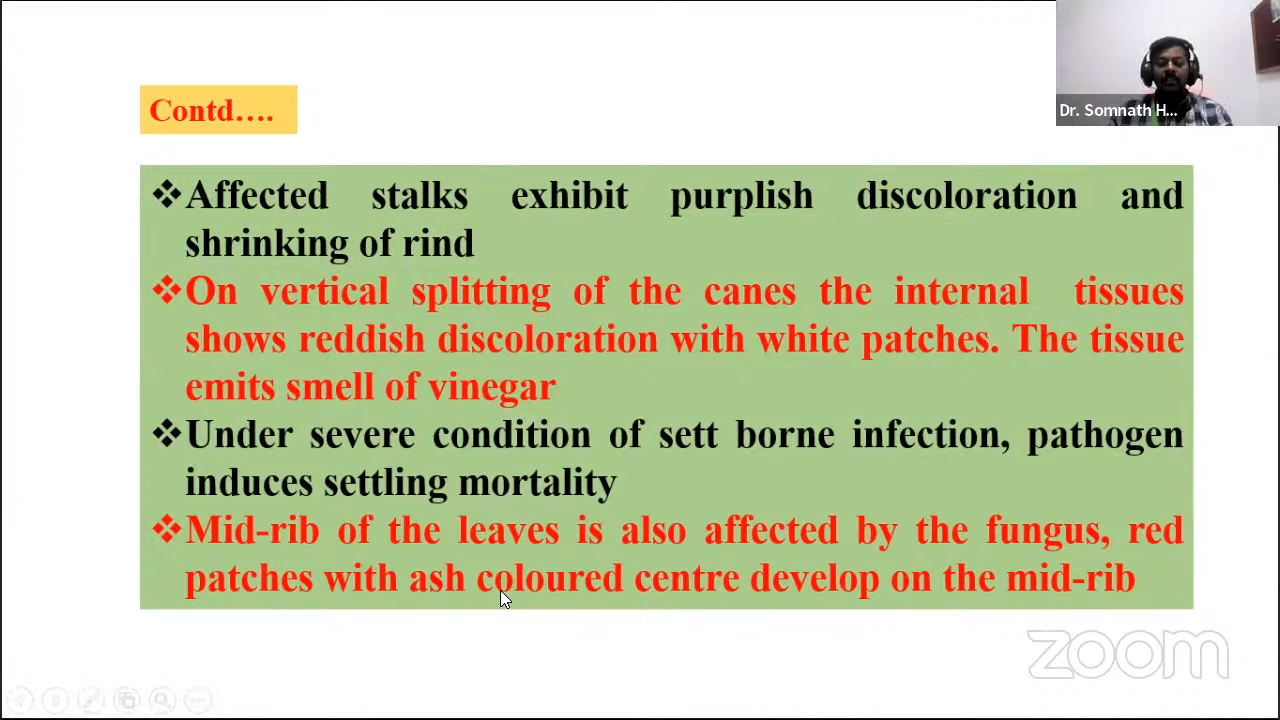 Dr. Somnath H...
Contd….
❖Affected stalks exhibit purplish discoloration and
shrinking of rind
❖On vertical splitting of the canes the internal tissues
shows reddish discoloration with white patches. The tissue
emits smell of vinegar
❖Under severe condition of sett borne infection, pathogen
induces settling mortality
❖Mid-rib of the leaves is also affected by the fungus, red
patches with ash coloured centre develop on the mid-rib
zoom